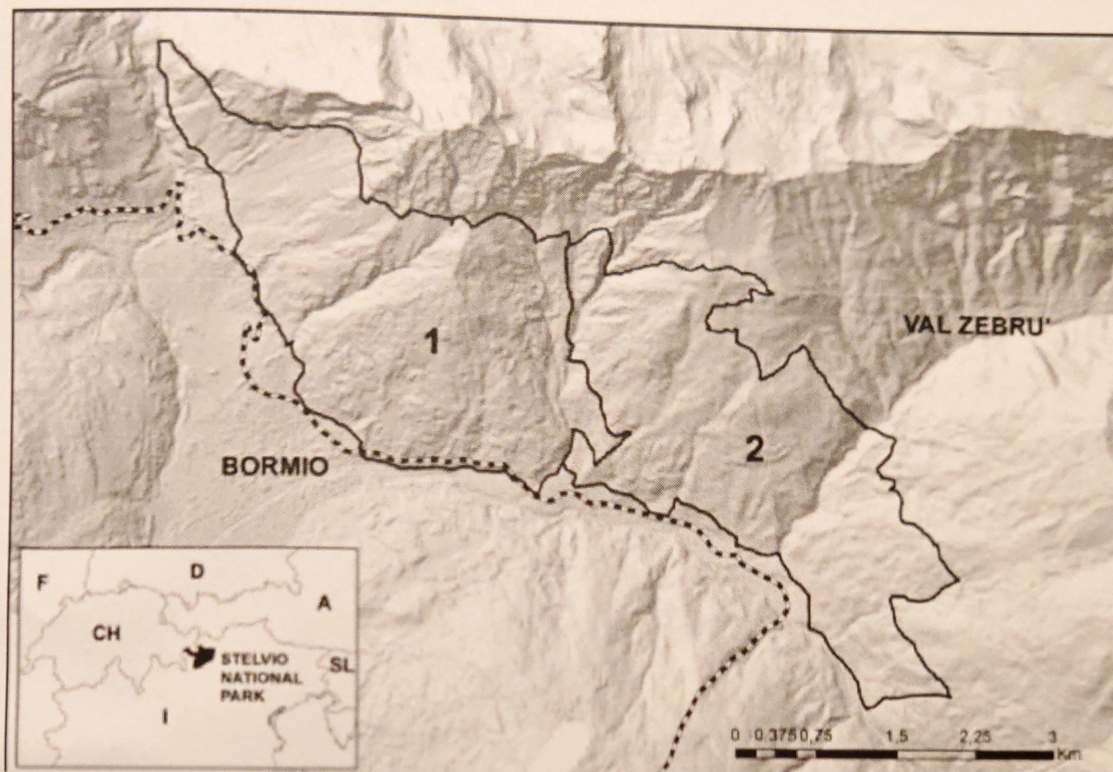 1
VAL ZEBRU'
2
BORMIO
F
D
A
CH
STELVIO
NATIONAL
PARK
SL
I
0 0,375 0,75 1,5 2,25 3
Km